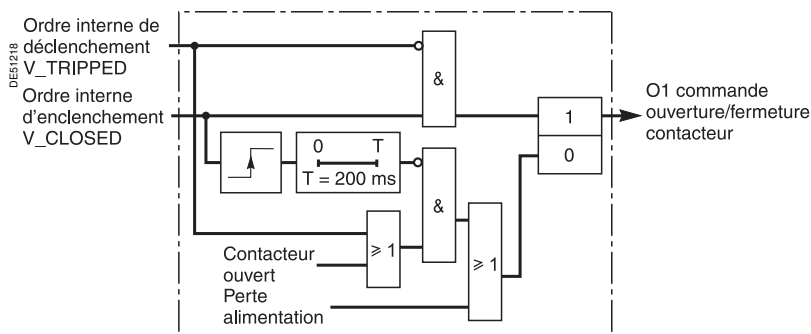 Ordre interne de
déclenchement
V_TRIPPED
DE51218
Ordre interne
d'enclenchement
V_CLOSED
&
O1 commande
ouverture/fermeture
contacteur
1
0
0 T
T = 200 ms
&
≥ 1
≥ 1
Contacteur
ouvert
Perte
alimentation